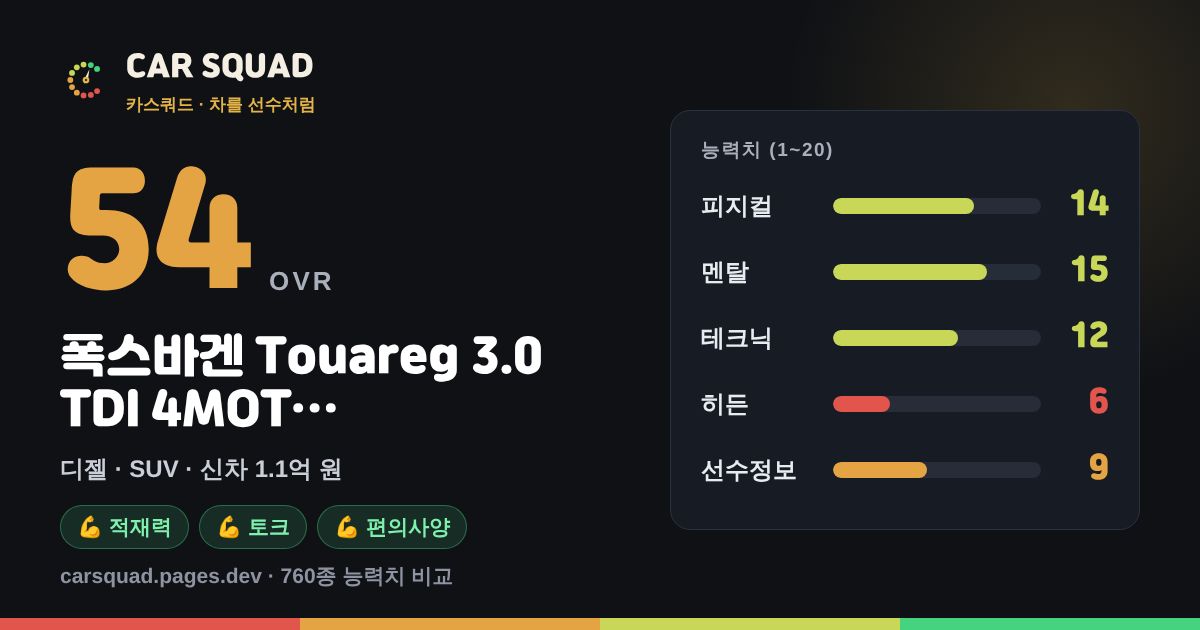 CAR SQUAD
카스쿼드 · 차를 선수처럼
54 OVR
폭스바겐 Touareg 3.0
TDI 4MOT…
디젤 · SUV · 신차 1.1억 원
💪 적재력 💪 토크 💪 편의사양
carsquad.pages.dev · 760종 능력치 비교
능력치 (1~20)
피지컬 14
멘탈 15
테크닉 12
히든 6
선수정보 9